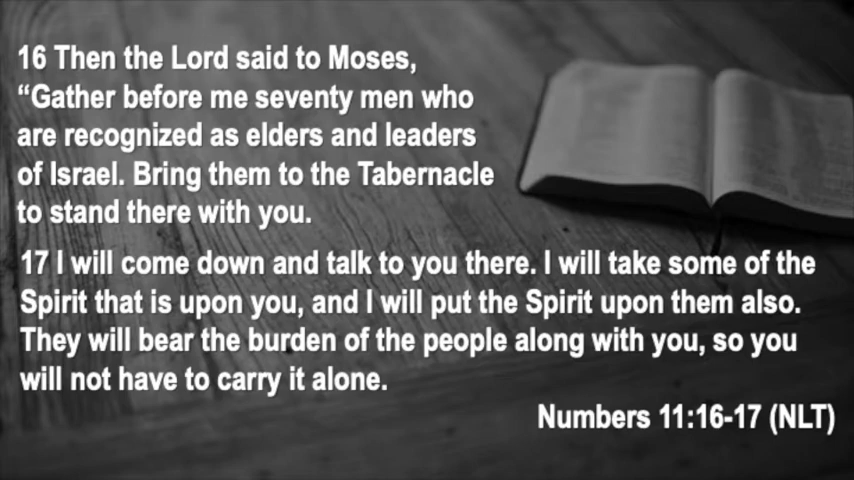 16 Then the Lord said to Moses,
“Gather before me seventy men who
are recognized as elders and leaders
of Israel. Bring them to the Tabernacle
to stand there with you.
17 I will come down and talk to you there. I will take some of the
Spirit that is upon you, and I will put the Spirit upon them also.
They will bear the burden of the people along with you, so you
will not have to carry it alone.
Numbers 11:16-17 (NLT)